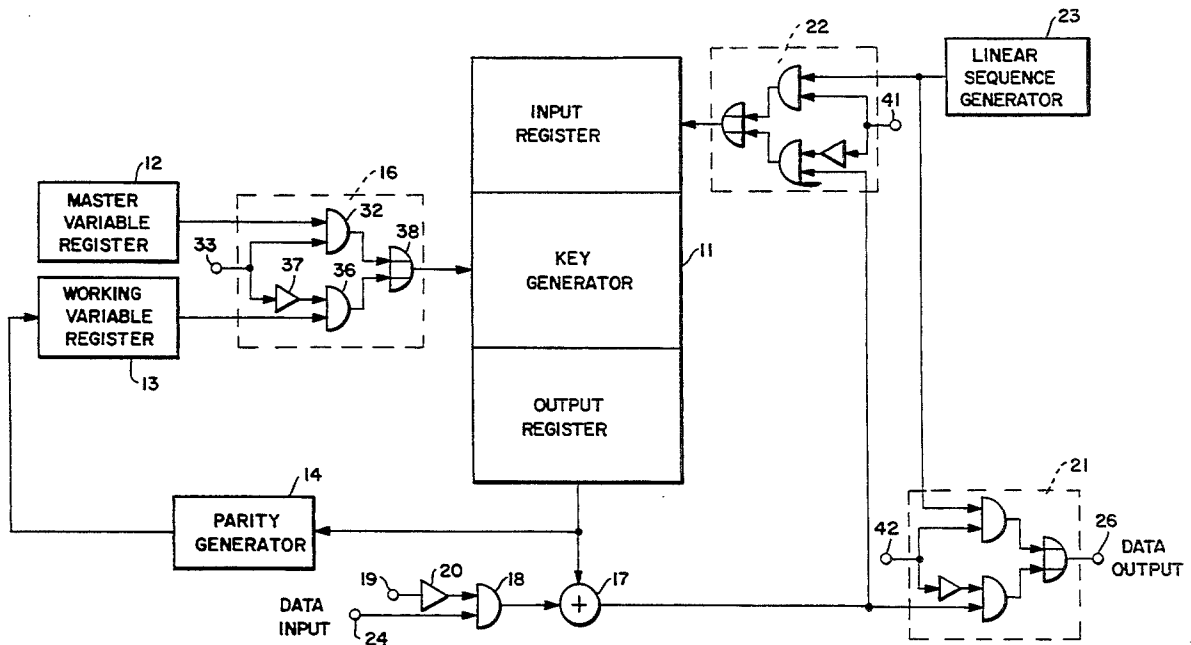 23
22
LINEAR
SEQUENCE
GENERATOR
41
INPUT
REGISTER
12
MASTER
VARIABLE
REGISTER
16
32
33
38
37
36
KEY
GENERATOR
11
WORKING
VARIABLE
REGISTER
13
OUTPUT
REGISTER
14
PARITY
GENERATOR
21
42
26
DATA
OUTPUT
19
20
18
17
DATA
INPUT
24